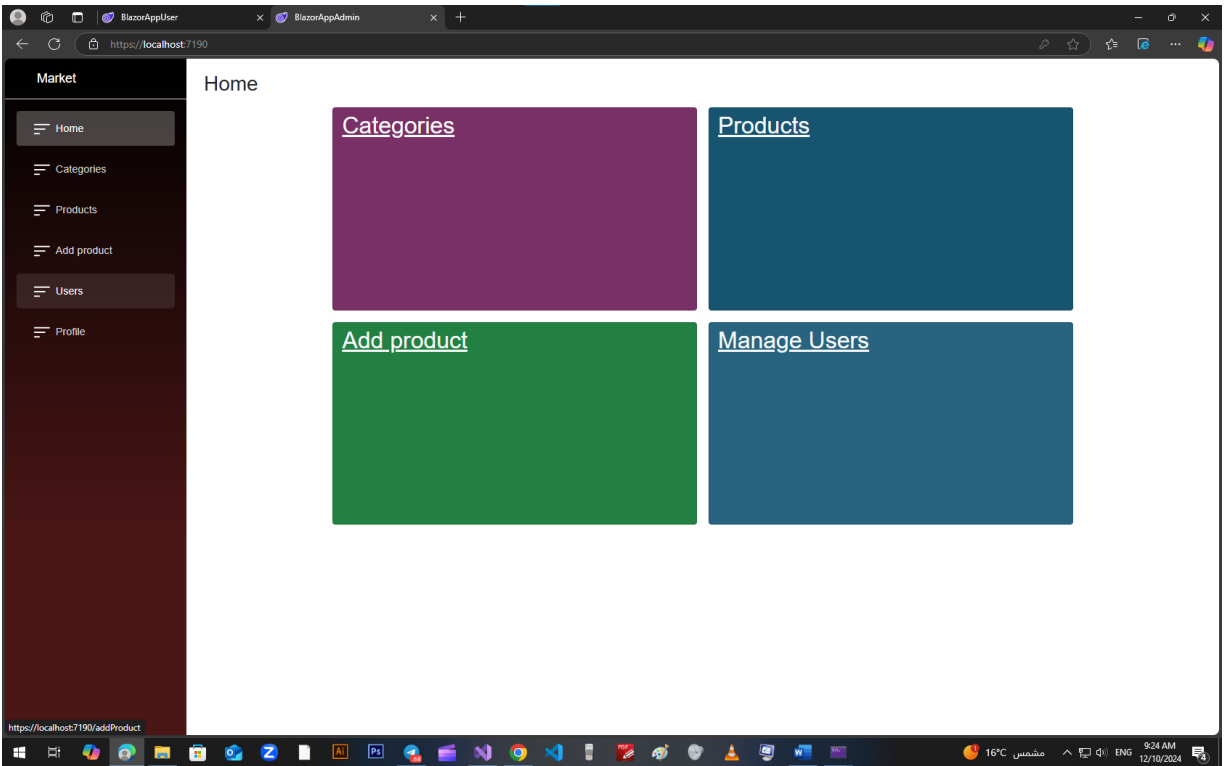 BlazorAppUser
BlazorAppAdmin
https://localhost:7190
Market
Home
Home
Categories
Products
Add product
Users
Profile
Categories
Products
Add product
Manage Users
https://localhost:7190/addProduct
16°C مشمس
ENG
9:24 AM
12/10/2024
4